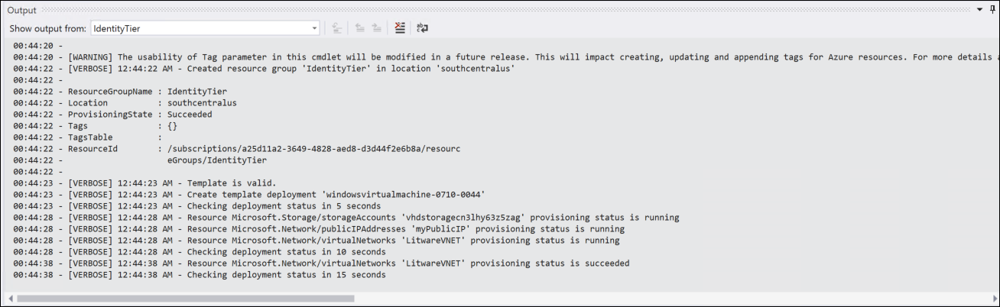 Output
Show output from: IdentityTier
00:44:20 -
00:44:20 - [WARNING] The usability of Tag parameter in this cmdlet will be modified in a future release. This will impact creating, updating and appending tags for Azure resources. For more details a
00:44:22 - [VERBOSE] 12:44:22 AM - Created resource group 'IdentityTier' in location 'southcentralus'
00:44:22 -
00:44:22 -
00:44:22 - ResourceGroupName : IdentityTier
00:44:22 - Location          : southcentralus
00:44:22 - ProvisioningState : Succeeded
00:44:22 - Tags              : {}
00:44:22 - TagsTable         :
00:44:22 - ResourceId        : /subscriptions/a25d11a2-3649-4828-aed8-d3d44f2e6b8a/resourc
00:44:22 -                     eGroups/IdentityTier
00:44:22 -
00:44:23 - [VERBOSE] 12:44:23 AM - Template is valid.
00:44:23 - [VERBOSE] 12:44:23 AM - Create template deployment 'windowsvirtualmachine-0710-0044'
00:44:23 - [VERBOSE] 12:44:23 AM - Checking deployment status in 5 seconds
00:44:28 - [VERBOSE] 12:44:28 AM - Resource Microsoft.Storage/storageAccounts 'vhdstoragecn3lhy63z5zag' provisioning status is running
00:44:28 - [VERBOSE] 12:44:28 AM - Resource Microsoft.Network/publicIPAddresses 'myPublicIP' provisioning status is running
00:44:28 - [VERBOSE] 12:44:28 AM - Resource Microsoft.Network/virtualNetworks 'LitwareVNET' provisioning status is running
00:44:28 - [VERBOSE] 12:44:28 AM - Checking deployment status in 10 seconds
00:44:38 - [VERBOSE] 12:44:38 AM - Resource Microsoft.Network/virtualNetworks 'LitwareVNET' provisioning status is succeeded
00:44:38 - [VERBOSE] 12:44:38 AM - Checking deployment status in 15 seconds